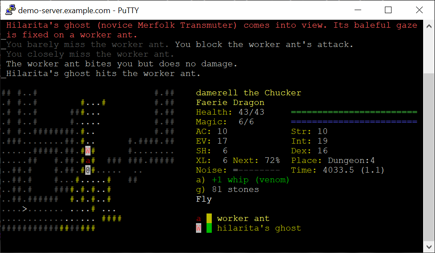 demo-server.example.com - PuTTY
Hilarita's ghost (novice Merfolk Transmuter) comes into view. Its baleful gaze
is fixed on a worker ant.
_You barely miss the worker ant. You block the worker ant's attack.
_You closely miss the worker ant.
The worker ant bites you but does no damage.
_Hilarita's ghost hits the worker ant.
damerell the Chucker
Faerie Dragon
Health: 43/43
Magic: 6/6
AC: 10 Str: 10
EV: 17 Int: 19
SH: 6 Dex: 16
XL: 6 Next: 72% Place: Dungeon:4
Noise: Time: 4033.5 (1.1)
a) +1 whip (venom)
g) 81 stones
Fly
worker ant
hilarita's ghost